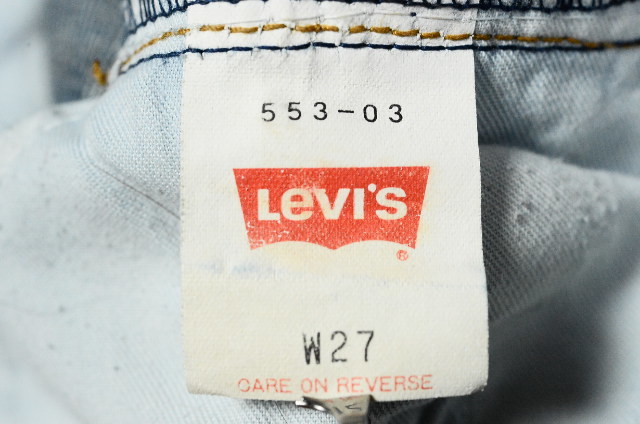 553-03
Levi's
®
W27
CARE ON REVERSE